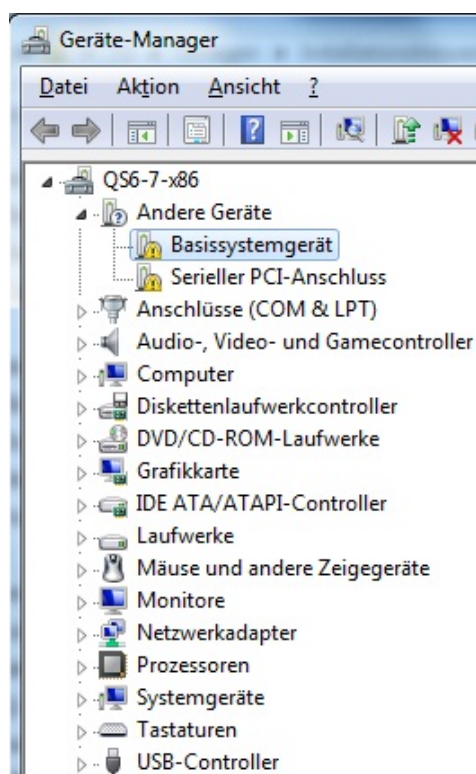 Geräte-Manager
Datei Aktion Ansicht ?
QS6-7-x86
Andere Geräte
Basissystemgerät
Serieller PCI-Anschluss
Anschlüsse (COM & LPT)
Audio-, Video- und Gamecontroller
Computer
Diskettenlaufwerkcontroller
DVD/CD-ROM-Laufwerke
Grafikkarte
IDE ATA/ATAPI-Controller
Laufwerke
Mäuse und andere Zeigegeräte
Monitore
Netzwerkadapter
Prozessoren
Systemgeräte
Tastaturen
USB-Controller